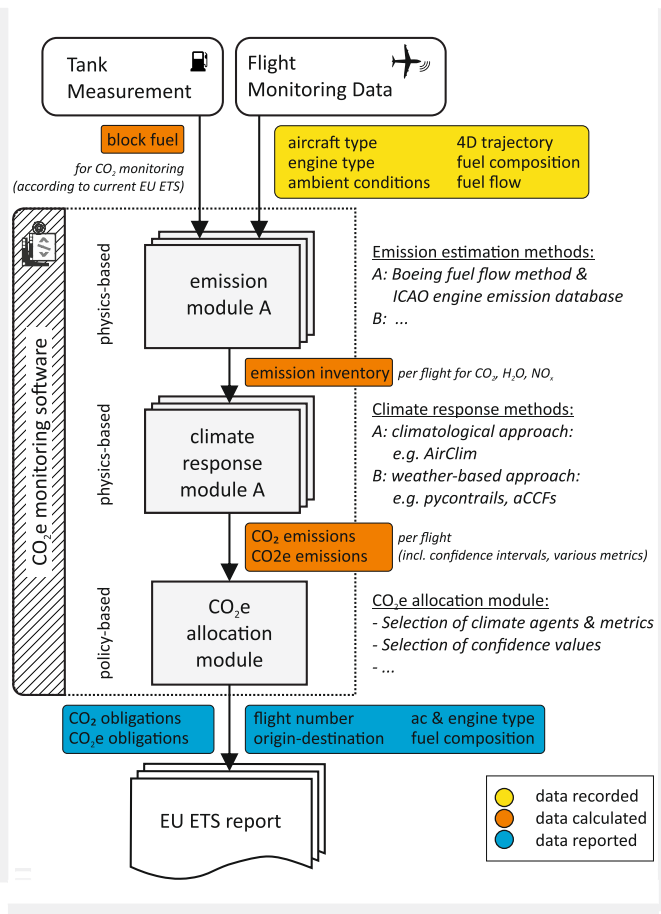 Tank
Measurement
Flight
Monitoring Data
block fuel
for CO₂ monitoring
(according to current EU ETS)
aircraft type
engine type
ambient conditions
4D trajectory
fuel composition
fuel flow
CO₂e monitoring software
</>
physics-based
emission
module A
Emission estimation methods:
A: Boeing fuel flow method &
ICAO engine emission database
B: ...
emission inventory
per flight for CO₂, H₂O, NOₓ
physics-based
climate
response
module A
Climate response methods:
A: climatological approach:
e.g. AirClim
B: weather-based approach:
e.g. pycontrails, aCCFs
CO₂ emissions
CO2e emissions
per flight
(incl. confidence intervals, various metrics)
policy-based
CO₂e
allocation
module
CO₂e allocation module:
- Selection of climate agents & metrics
- Selection of confidence values
- ...
CO₂ obligations
CO₂e obligations
flight number
origin-destination
ac & engine type
fuel composition
EU ETS report
data recorded
data calculated
data reported